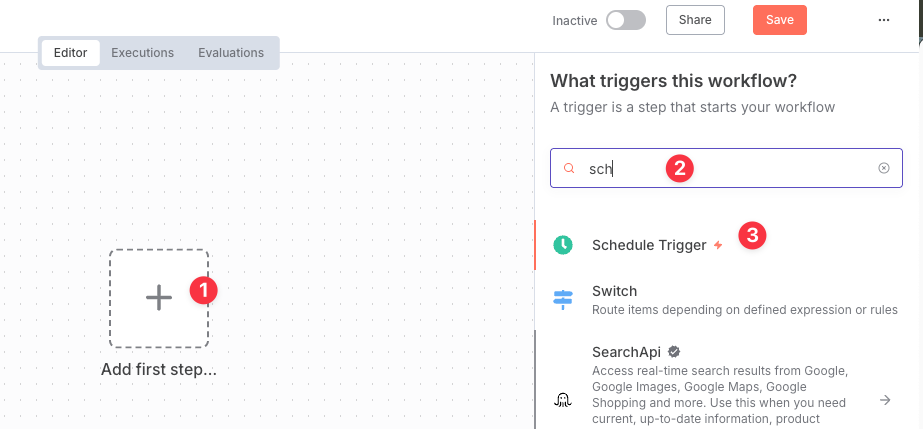 Inactive
Share
Save
Editor
Executions
Evaluations
What triggers this workflow?
A trigger is a step that starts your workflow
sch
2
Schedule Trigger
3
1
Add first step...
Switch
Route items depending on defined expression or rules
SearchApi
Access real-time search results from Google,
Google Images, Google Maps, Google
Shopping and more. Use this when you need
current, up-to-date information, product